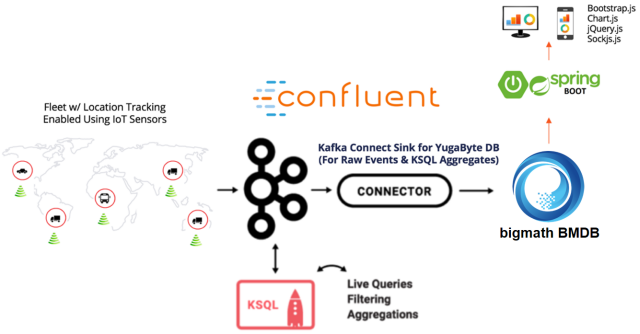 Bootstrap.js
Chart.js
jQuery.js
Sockjs.js
spring
BOOT
Fleet w/ Location Tracking
Enabled Using IoT Sensors
confluent
Kafka Connect Sink for YugaByte DB
(For Raw Events & KSQL Aggregates)
CONNECTOR
bigmath BMDB
KSQL
Live Queries
Filtering
Aggregations